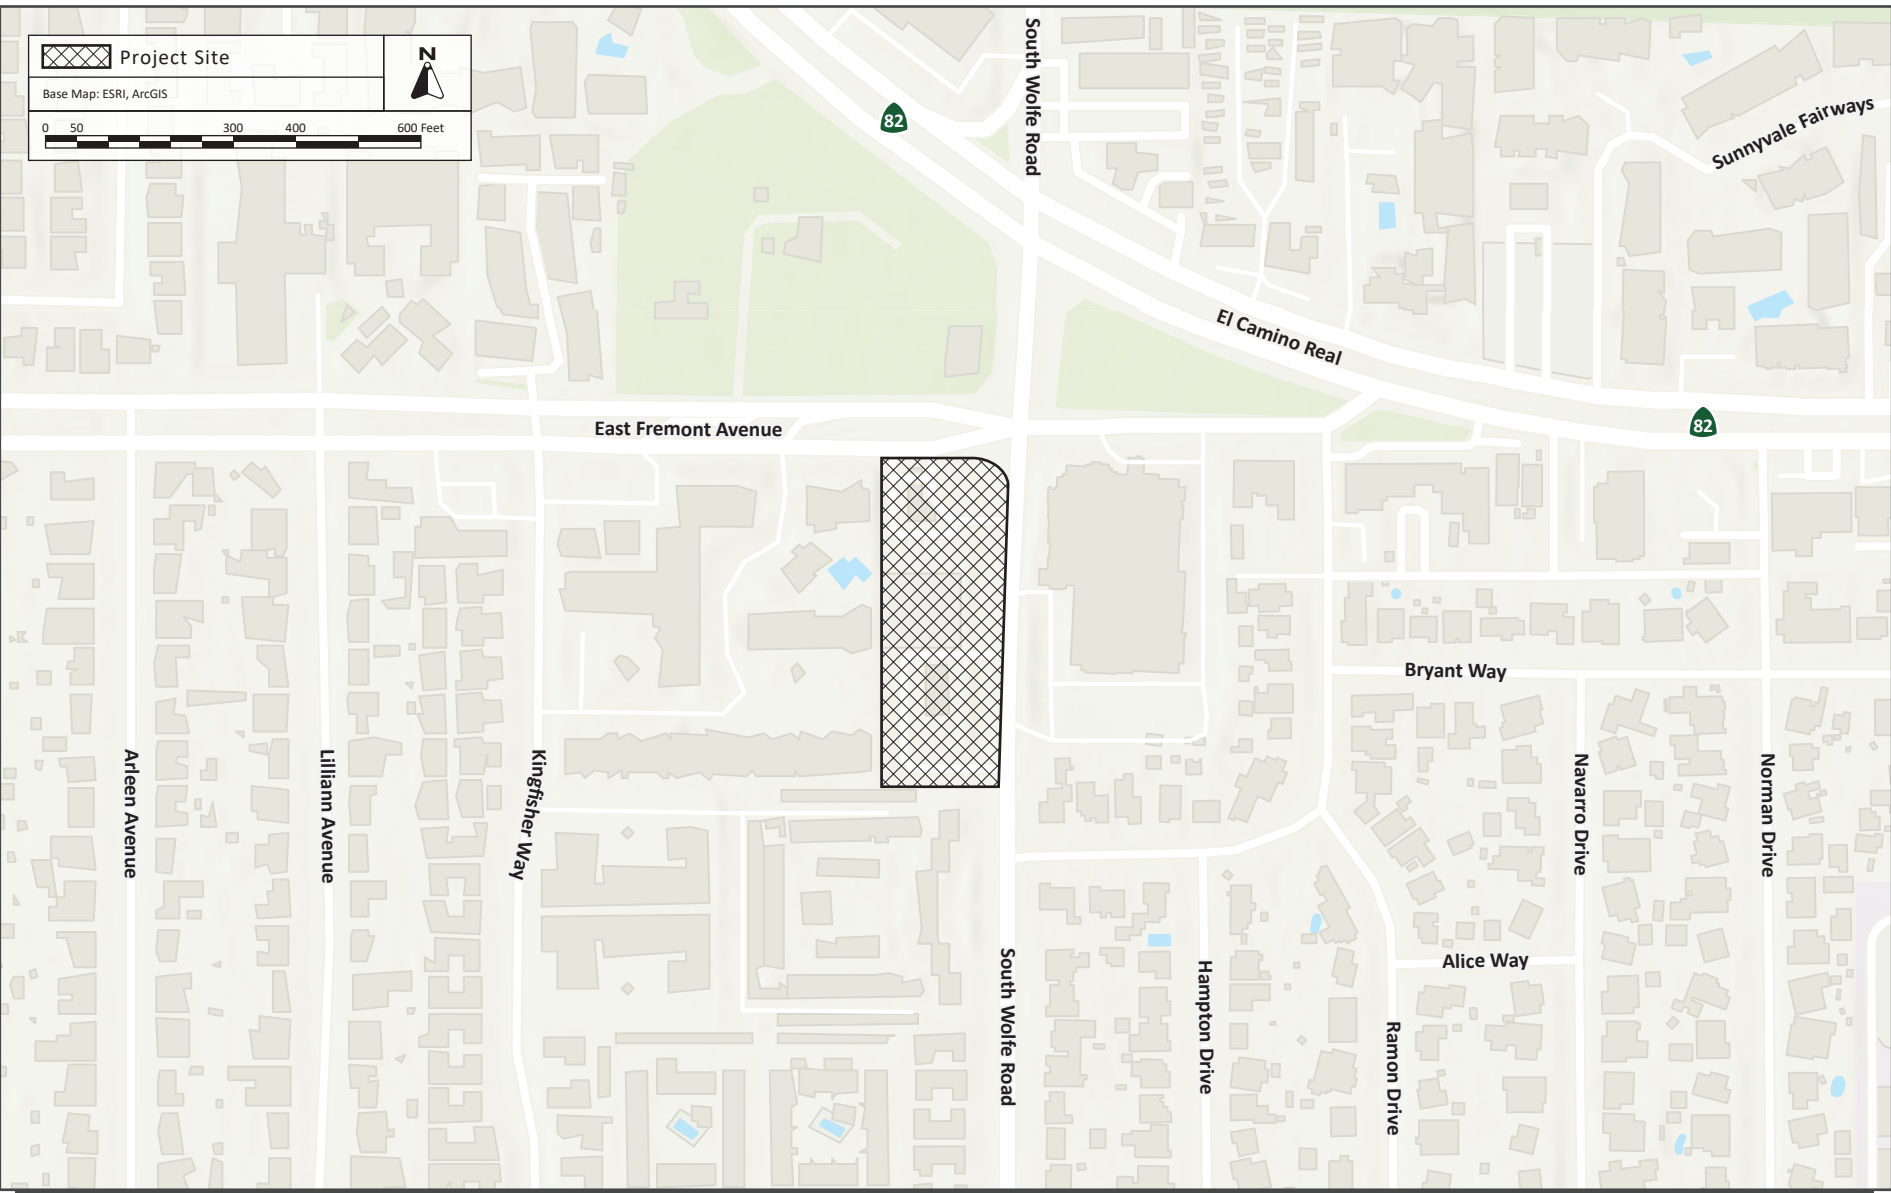 Project Site
N
Base Map: ESRI, ArcGIS
0 50 300 400 600 Feet
South Wolfe Road
82
Sunnyvale Fairways
El Camino Real
82
East Fremont Avenue
Bryant Way
Arleen Avenue
Lilliann Avenue
Kingfisher Way
Navarro Drive
Norman Drive
South Wolfe Road
Hampton Drive
Alice Way
Ramon Drive